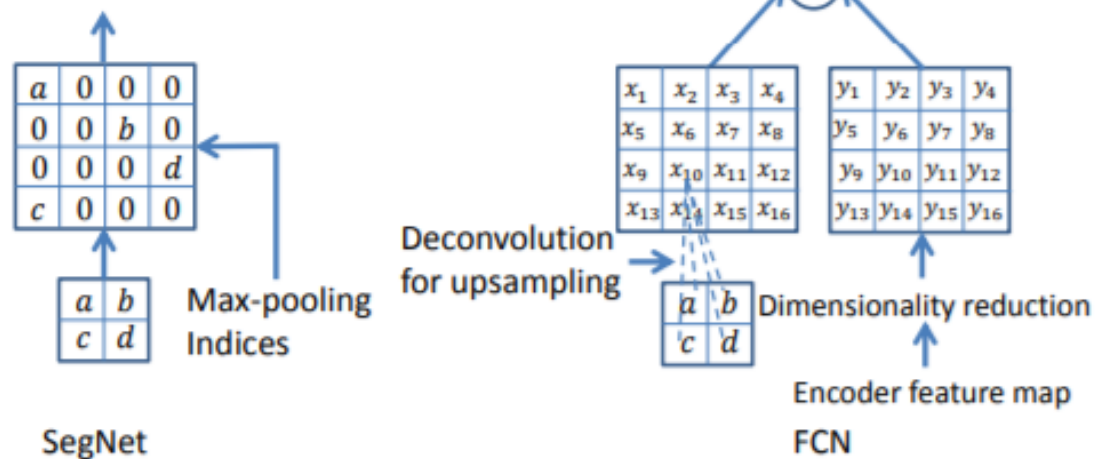 a 0 0 0
0 0 b 0
0 0 0 d
c 0 0 0
a b
c d
Max-pooling
Indices
SegNet
x₁ x₂ x₃ x₄
x₅ x₆ x₇ x₈
x₉ x₁₀ x₁₁ x₁₂
x₁₃ x₁₄ x₁₅ x₁₆
y₁ y₂ y₃ y₄
y₅ y₆ y₇ y₈
y₉ y₁₀ y₁₁ y₁₂
y₁₃ y₁₄ y₁₅ y₁₆
Deconvolution
for upsampling
a b
c d
Dimensionality reduction
Encoder feature map
FCN